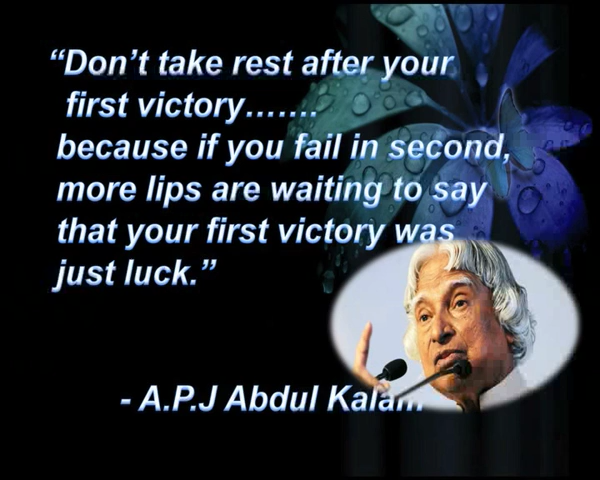 “Don’t take rest after your
first victory.......
because if you fail in second,
more lips are waiting to say
that your first victory was
just luck.”
- A.P.J Abdul Kalam